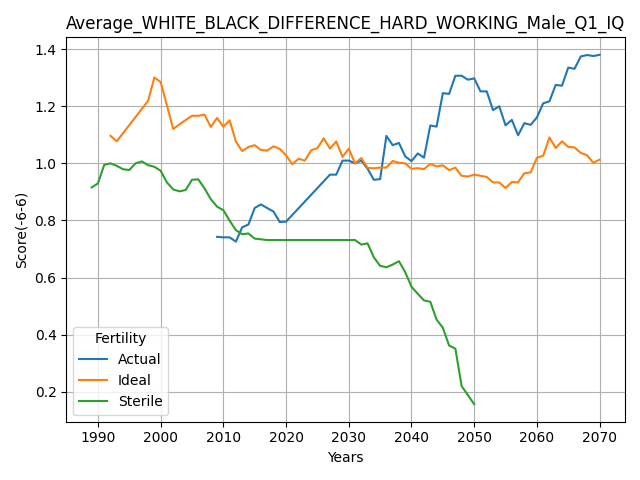 Average_WHITE_BLACK_DIFFERENCE_HARD_WORKING_Male_Q1_IQ
1.4
1.2
1.0
0.8
0.6
0.4
0.2
Score(-6-6)
Fertility
Actual
Ideal
Sterile
1990 2000 2010 2020 2030 2040 2050 2060 2070
Years